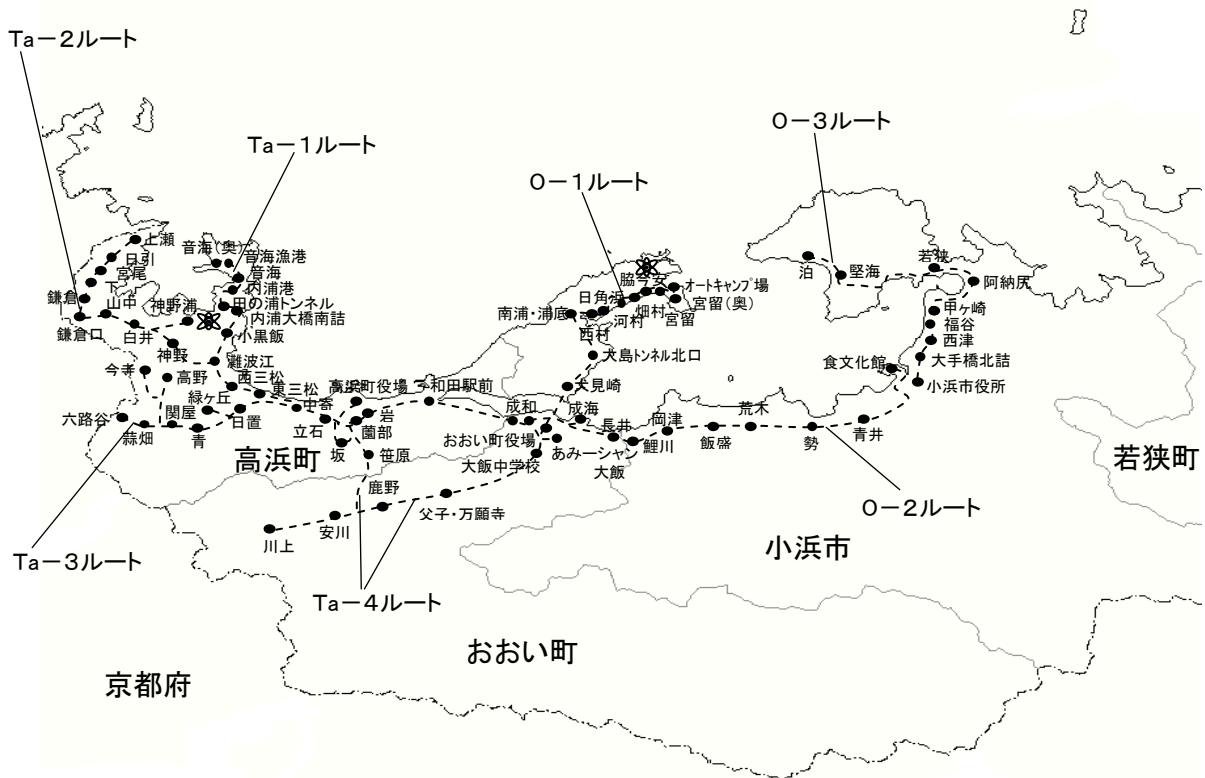 Ta-2ルート
Ta-1ルート
O-1ルート
O-3ルート
上瀬
日引
宮尾
下
鎌倉
山中
鎌倉口
白井
神野浦
神野
音海(奥)
音海漁港
音海
内浦港
田の浦トンネル
内浦大橋南詰
小黒飯
難波江
今寺
高野
西三松
東三松
緑ヶ丘
日置
中寄
六路谷
蒜畑
関屋
青
立石
高浜町役場
岩
薗部
坂
笹原
若狭和田駅前
成和
おおい町役場
成海
あみーシャン
大飯
大飯中学校
長井
鯉川
岡津
飯盛
荒木
勢
青井
南浦・浦底
日角浜
西村
河村
脇今安
畑村
宮留
宮留(奥)
オートキャンプ場
大島トンネル北口
犬見崎
泊
堅海
若狭
阿納尻
甲ヶ崎
福谷
西津
大手橋北詰
食文化館
小浜市役所
高浜町
鹿野
父子・万願寺
安川
川上
若狭町
O-2ルート
小浜市
Ta-3ルート
Ta-4ルート
おおい町
京都府